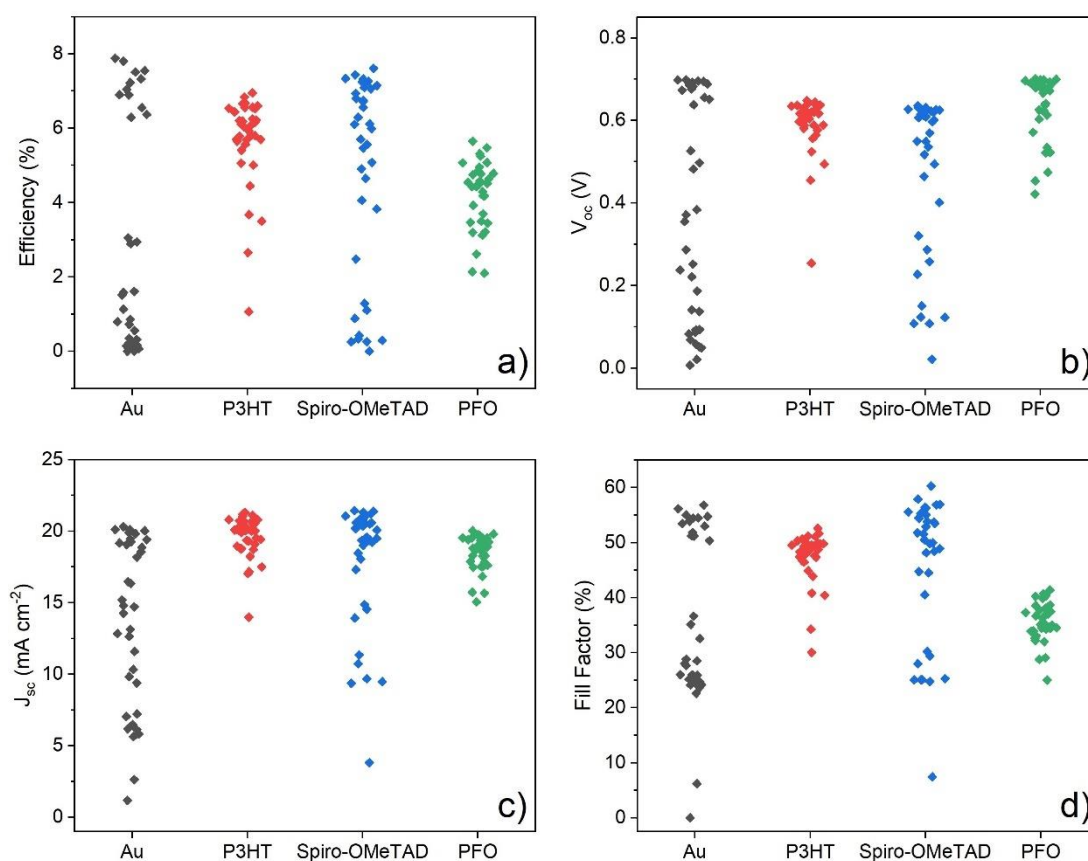 8
6
4
2
0
Efficiency (%)
a)
Au P3HT Spiro-OMeTAD PFO
0.8
0.6
0.4
0.2
0.0
Voc (V)
b)
Au P3HT Spiro-OMeTAD PFO
25
20
15
10
5
0
Jsc (mA cm-2)
c)
Au P3HT Spiro-OMeTAD PFO
60
50
40
30
20
10
0
Fill Factor (%)
d)
Au P3HT Spiro-OMeTAD PFO